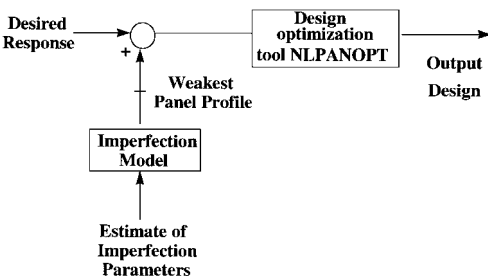 Desired
Response
+
Design
optimization
tool NLPANOPT
Output
Design
Weakest
Panel Profile
Imperfection
Model
Estimate of
Imperfection
Parameters